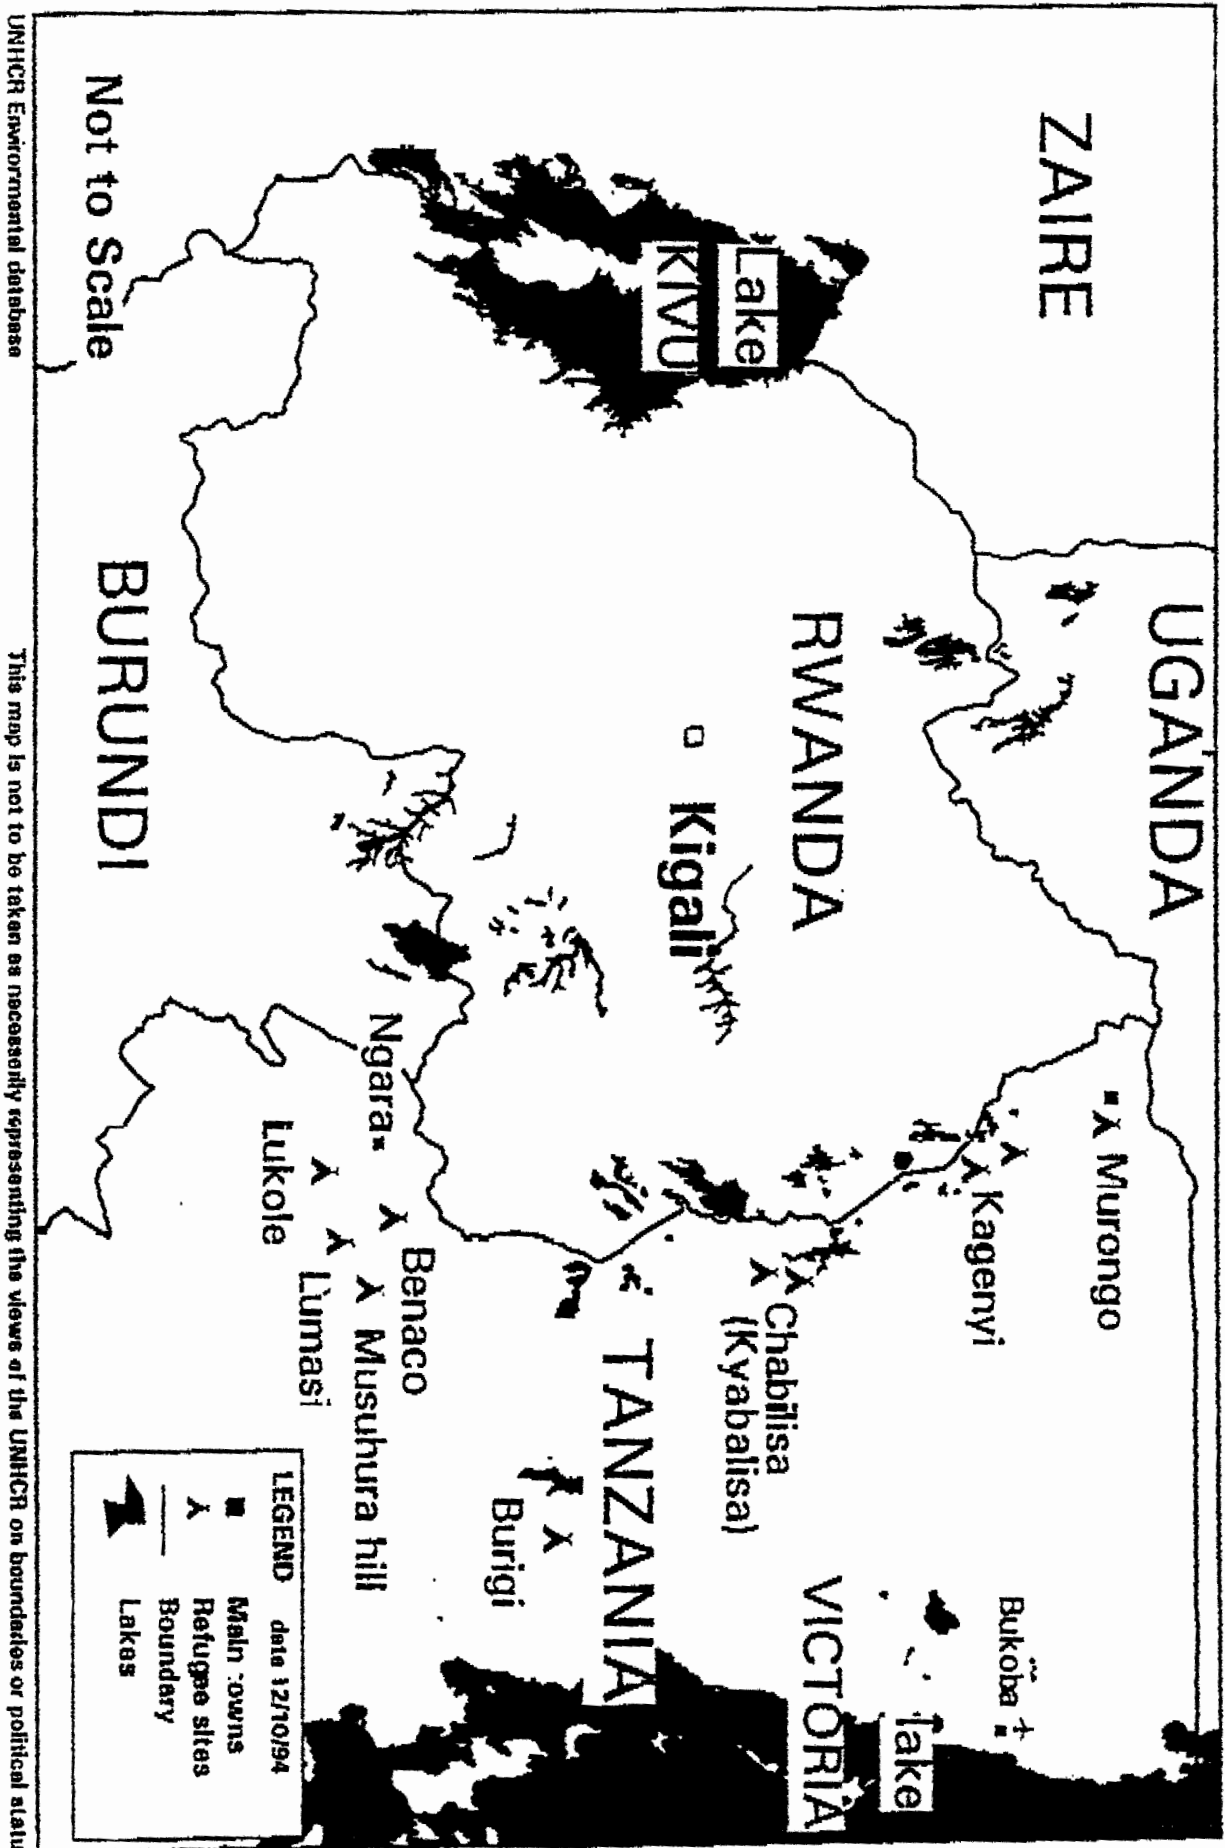 ZAIRE
UGANDA
Lake
KIVU
RWANDA
Kigali
Murongo
Kagenyi
Chabilisa
(Kyabalisa)
Bukoba
lake
VICTORIA
TANZANIA
Burigi
Ngara
Benaco
Musuhura hill
Lumasi
Lukole
BURUNDI
Not to Scale
LEGEND date 12/10/94
Main towns
Refugee sites
Boundary
Lakes
UNHCR Environmental database
This map is not to be taken as necessarily representing the views of the UNHCR on boundaries or political statu